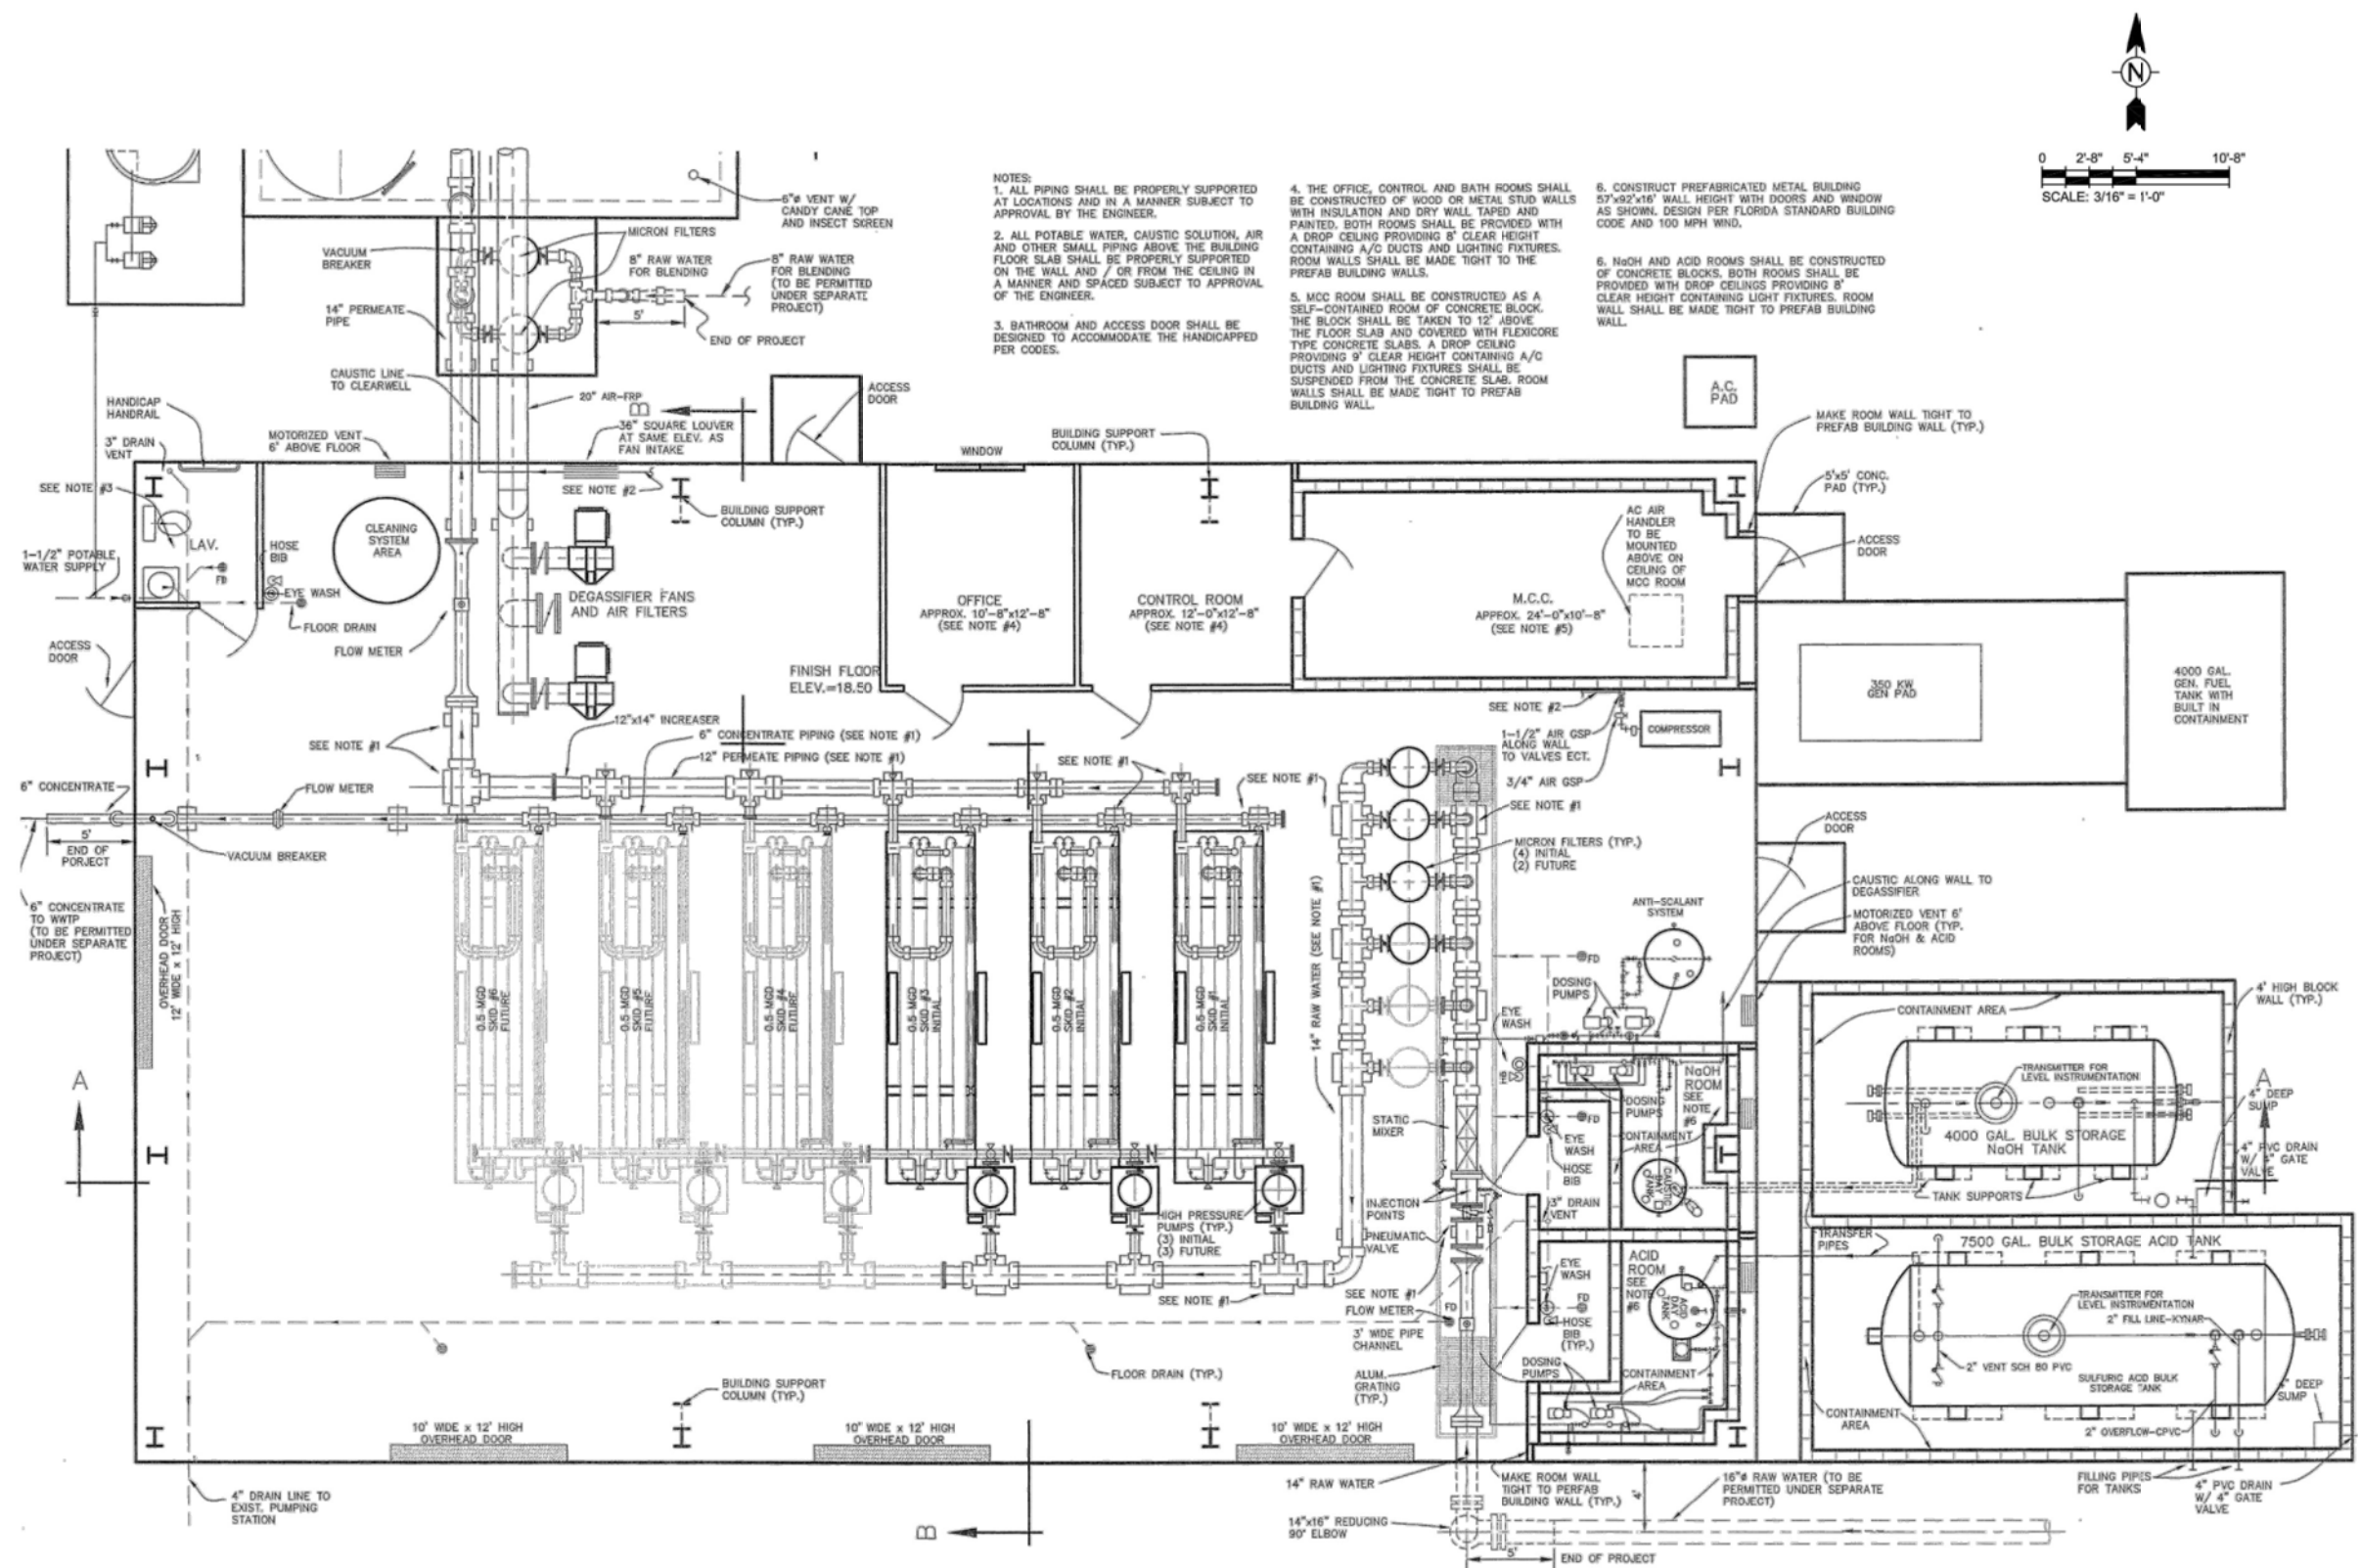 N
0 2'-8" 5'-4" 10'-8"
SCALE: 3/16" = 1'-0"
NOTES:
1. ALL PIPING SHALL BE PROPERLY SUPPORTED
AT LOCATIONS AND IN A MANNER SUBJECT TO
APPROVAL BY THE ENGINEER.
2. ALL POTABLE WATER, CAUSTIC SOLUTION, AIR
AND OTHER SMALL PIPING ABOVE THE BUILDING
FLOOR SLAB SHALL BE PROPERLY SUPPORTED
ON THE WALL AND / OR FROM THE CEILING IN
A MANNER AND SPACED SUBJECT TO APPROVAL
OF THE ENGINEER.
3. BATHROOM AND ACCESS DOOR SHALL BE
DESIGNED TO ACCOMMODATE THE HANDICAPPED
PER CODES.
4. THE OFFICE, CONTROL AND BATH ROOMS SHALL
BE CONSTRUCTED OF WOOD OR METAL STUD WALLS
WITH INSULATION AND DRY WALL TAPED AND
PAINTED. BOTH ROOMS SHALL BE PROVIDED WITH
A DROP CEILING PROVIDING 8' CLEAR HEIGHT
CONTAINING A/C DUCTS AND LIGHTING FIXTURES.
ROOM WALLS SHALL BE MADE TIGHT TO THE
PREFAB BUILDING WALLS.
5. MCC ROOM SHALL BE CONSTRUCTED AS A
SELF-CONTAINED ROOM OF CONCRETE BLOCK.
THE BLOCK SHALL BE TAKEN TO 12' ABOVE
THE FLOOR SLAB AND COVERED WITH FLEXICORE
TYPE CONCRETE SLABS. A DROP CEILING
PROVIDING 9' CLEAR HEIGHT CONTAINING A/C
DUCTS AND LIGHTING FIXTURES SHALL BE
SUSPENDED FROM THE CONCRETE SLAB. ROOM
WALLS SHALL BE MADE TIGHT TO PREFAB
BUILDING WALL.
6. CONSTRUCT PREFABRICATED METAL BUILDING
57'x92'x16' WALL HEIGHT WITH DOORS AND WINDOW
AS SHOWN. DESIGN PER FLORIDA STANDARD BUILDING
CODE AND 100 MPH WIND.
6. NaOH AND ACID ROOMS SHALL BE CONSTRUCTED
OF CONCRETE BLOCKS. BOTH ROOMS SHALL BE
PROVIDED WITH DROP CEILINGS PROVIDING 8'
CLEAR HEIGHT CONTAINING LIGHT FIXTURES. ROOM
WALL SHALL BE MADE TIGHT TO PREFAB BUILDING
WALL.
6"ø VENT W/
CANDY CANE TOP
AND INSECT SCREEN
MICRON FILTERS
VACUUM
BREAKER
8" RAW WATER
FOR BLENDING
8" RAW WATER
FOR BLENDING
(TO BE PERMITTED
UNDER SEPARATE
PROJECT)
14" PERMEATE
PIPE
5'
END OF PROJECT
CAUSTIC LINE
TO CLEARWELL
20" AIR-FRP
B
ACCESS
DOOR
A.C.
PAD
HANDICAP
HANDRAIL
3" DRAIN
VENT
MOTORIZED VENT
6' ABOVE FLOOR
36" SQUARE LOUVER
AT SAME ELEV. AS
FAN INTAKE
BUILDING SUPPORT
COLUMN (TYP.)
WINDOW
MAKE ROOM WALL TIGHT TO
PREFAB BUILDING WALL (TYP.)
SEE NOTE #3
SEE NOTE #2
BUILDING SUPPORT
COLUMN (TYP.)
5'x5' CONC.
PAD (TYP.)
CLEANING
SYSTEM
AREA
LAV.
HOSE
BIB
FD
EYE WASH
1-1/2" POTABLE
WATER SUPPLY
FLOOR DRAIN
DEGASSIFIER FANS
AND AIR FILTERS
FLOW METER
ACCESS
DOOR
OFFICE
APPROX. 10'-8"x12'-8"
(SEE NOTE #4)
CONTROL ROOM
APPROX. 12'-0"x12'-8"
(SEE NOTE #4)
M.C.C.
APPROX. 24'-0"x10'-8"
(SEE NOTE #5)
AC AIR
HANDLER
TO BE
MOUNTED
ABOVE ON
CEILING OF
MCC ROOM
ACCESS
DOOR
FINISH FLOOR
ELEV.=18.50
350 KW
GEN PAD
4000 GAL.
GEN. FUEL
TANK WITH
BUILT IN
CONTAINMENT
SEE NOTE #2
COMPRESSOR
1-1/2" AIR GSP
ALONG WALL
TO VALVES ECT.
3/4" AIR GSP
12"x14" INCREASER
6" CONCENTRATE PIPING (SEE NOTE #1)
12" PERMEATE PIPING (SEE NOTE #1)
SEE NOTE #1
SEE NOTE #1
SEE NOTE #1
SEE NOTE #1
6" CONCENTRATE
FLOW METER
5'
END OF
PORJECT
VACUUM BREAKER
6" CONCENTRATE
TO WWTP
(TO BE PERMITTED
UNDER SEPARATE
PROJECT)
OVERHEAD DOOR
12' WIDE x 12' HIGH
MICRON FILTERS (TYP.)
(4) INITIAL
(2) FUTURE
ACCESS
DOOR
CAUSTIC ALONG WALL TO
DEGASSIFIER
MOTORIZED VENT 6'
ABOVE FLOOR (TYP.
FOR NaOH & ACID
ROOMS)
ANTI-SCALANT
SYSTEM
FD
DOSING
PUMPS
EYE
WASH
HB
14" RAW WATER (SEE NOTE #1)
0.5-MGD
SKID #6
FUTURE
0.5-MGD
SKID #5
FUTURE
0.5-MGD
SKID #4
FUTURE
0.5-MGD
SKID #3
INITIAL
0.5-MGD
SKID #2
INITIAL
0.5-MGD
SKID #1
INITIAL
4' HIGH BLOCK
WALL (TYP.)
CONTAINMENT AREA
TRANSMITTER FOR
LEVEL INSTRUMENTATION
4000 GAL. BULK STORAGE
NaOH TANK
TANK SUPPORTS
4" DEEP
SUMP
4" PVC DRAIN
W/ 4" GATE
VALVE
A
A
NaOH
ROOM
SEE
NOTE
#6
DOSING
PUMPS
CONTAINMENT
AREA
CAUSTIC
DAY
TANK
FD
EYE
WASH
HOSE
BIB
3" DRAIN
VENT
STATIC
MIXER
INJECTION
POINTS
PNEUMATIC
VALVE
SEE NOTE #1
FLOW METER
FD
3' WIDE PIPE
CHANNEL
ALUM.
GRATING
(TYP.)
HIGH PRESSURE
PUMPS (TYP.)
(3) INITIAL
(3) FUTURE
SEE NOTE #1
ACID
ROOM
SEE
NOTE
#6
ACID
DAY
TANK
EYE
WASH
FD
HOSE
BIB
(TYP.)
DOSING
PUMPS
CONTAINMENT
AREA
TRANSFER
PIPES
7500 GAL. BULK STORAGE ACID TANK
TRANSMITTER FOR
LEVEL INSTRUMENTATION
2" FILL LINE-KYNAR
2" VENT SCH 80 PVC
SULFURIC ACID BULK
STORAGE TANK
2" OVERFLOW-CPVC
DEEP
SUMP
CONTAINMENT
AREA
FLOOR DRAIN (TYP.)
BUILDING SUPPORT
COLUMN (TYP.)
10' WIDE x 12' HIGH
OVERHEAD DOOR
10" WIDE x 12' HIGH
OVERHEAD DOOR
10' WIDE x 12' HIGH
OVERHEAD DOOR
4" DRAIN LINE TO
EXIST. PUMPING
STATION
14" RAW WATER
MAKE ROOM WALL
TIGHT TO PERFAB
BUILDING WALL (TYP.)
4'
16"ø RAW WATER (TO BE
PERMITTED UNDER SEPARATE
PROJECT)
FILLING PIPES
FOR TANKS
4" PVC DRAIN
W/ 4" GATE
VALVE
B
14"x16" REDUCING
90° ELBOW
5'
END OF PROJECT